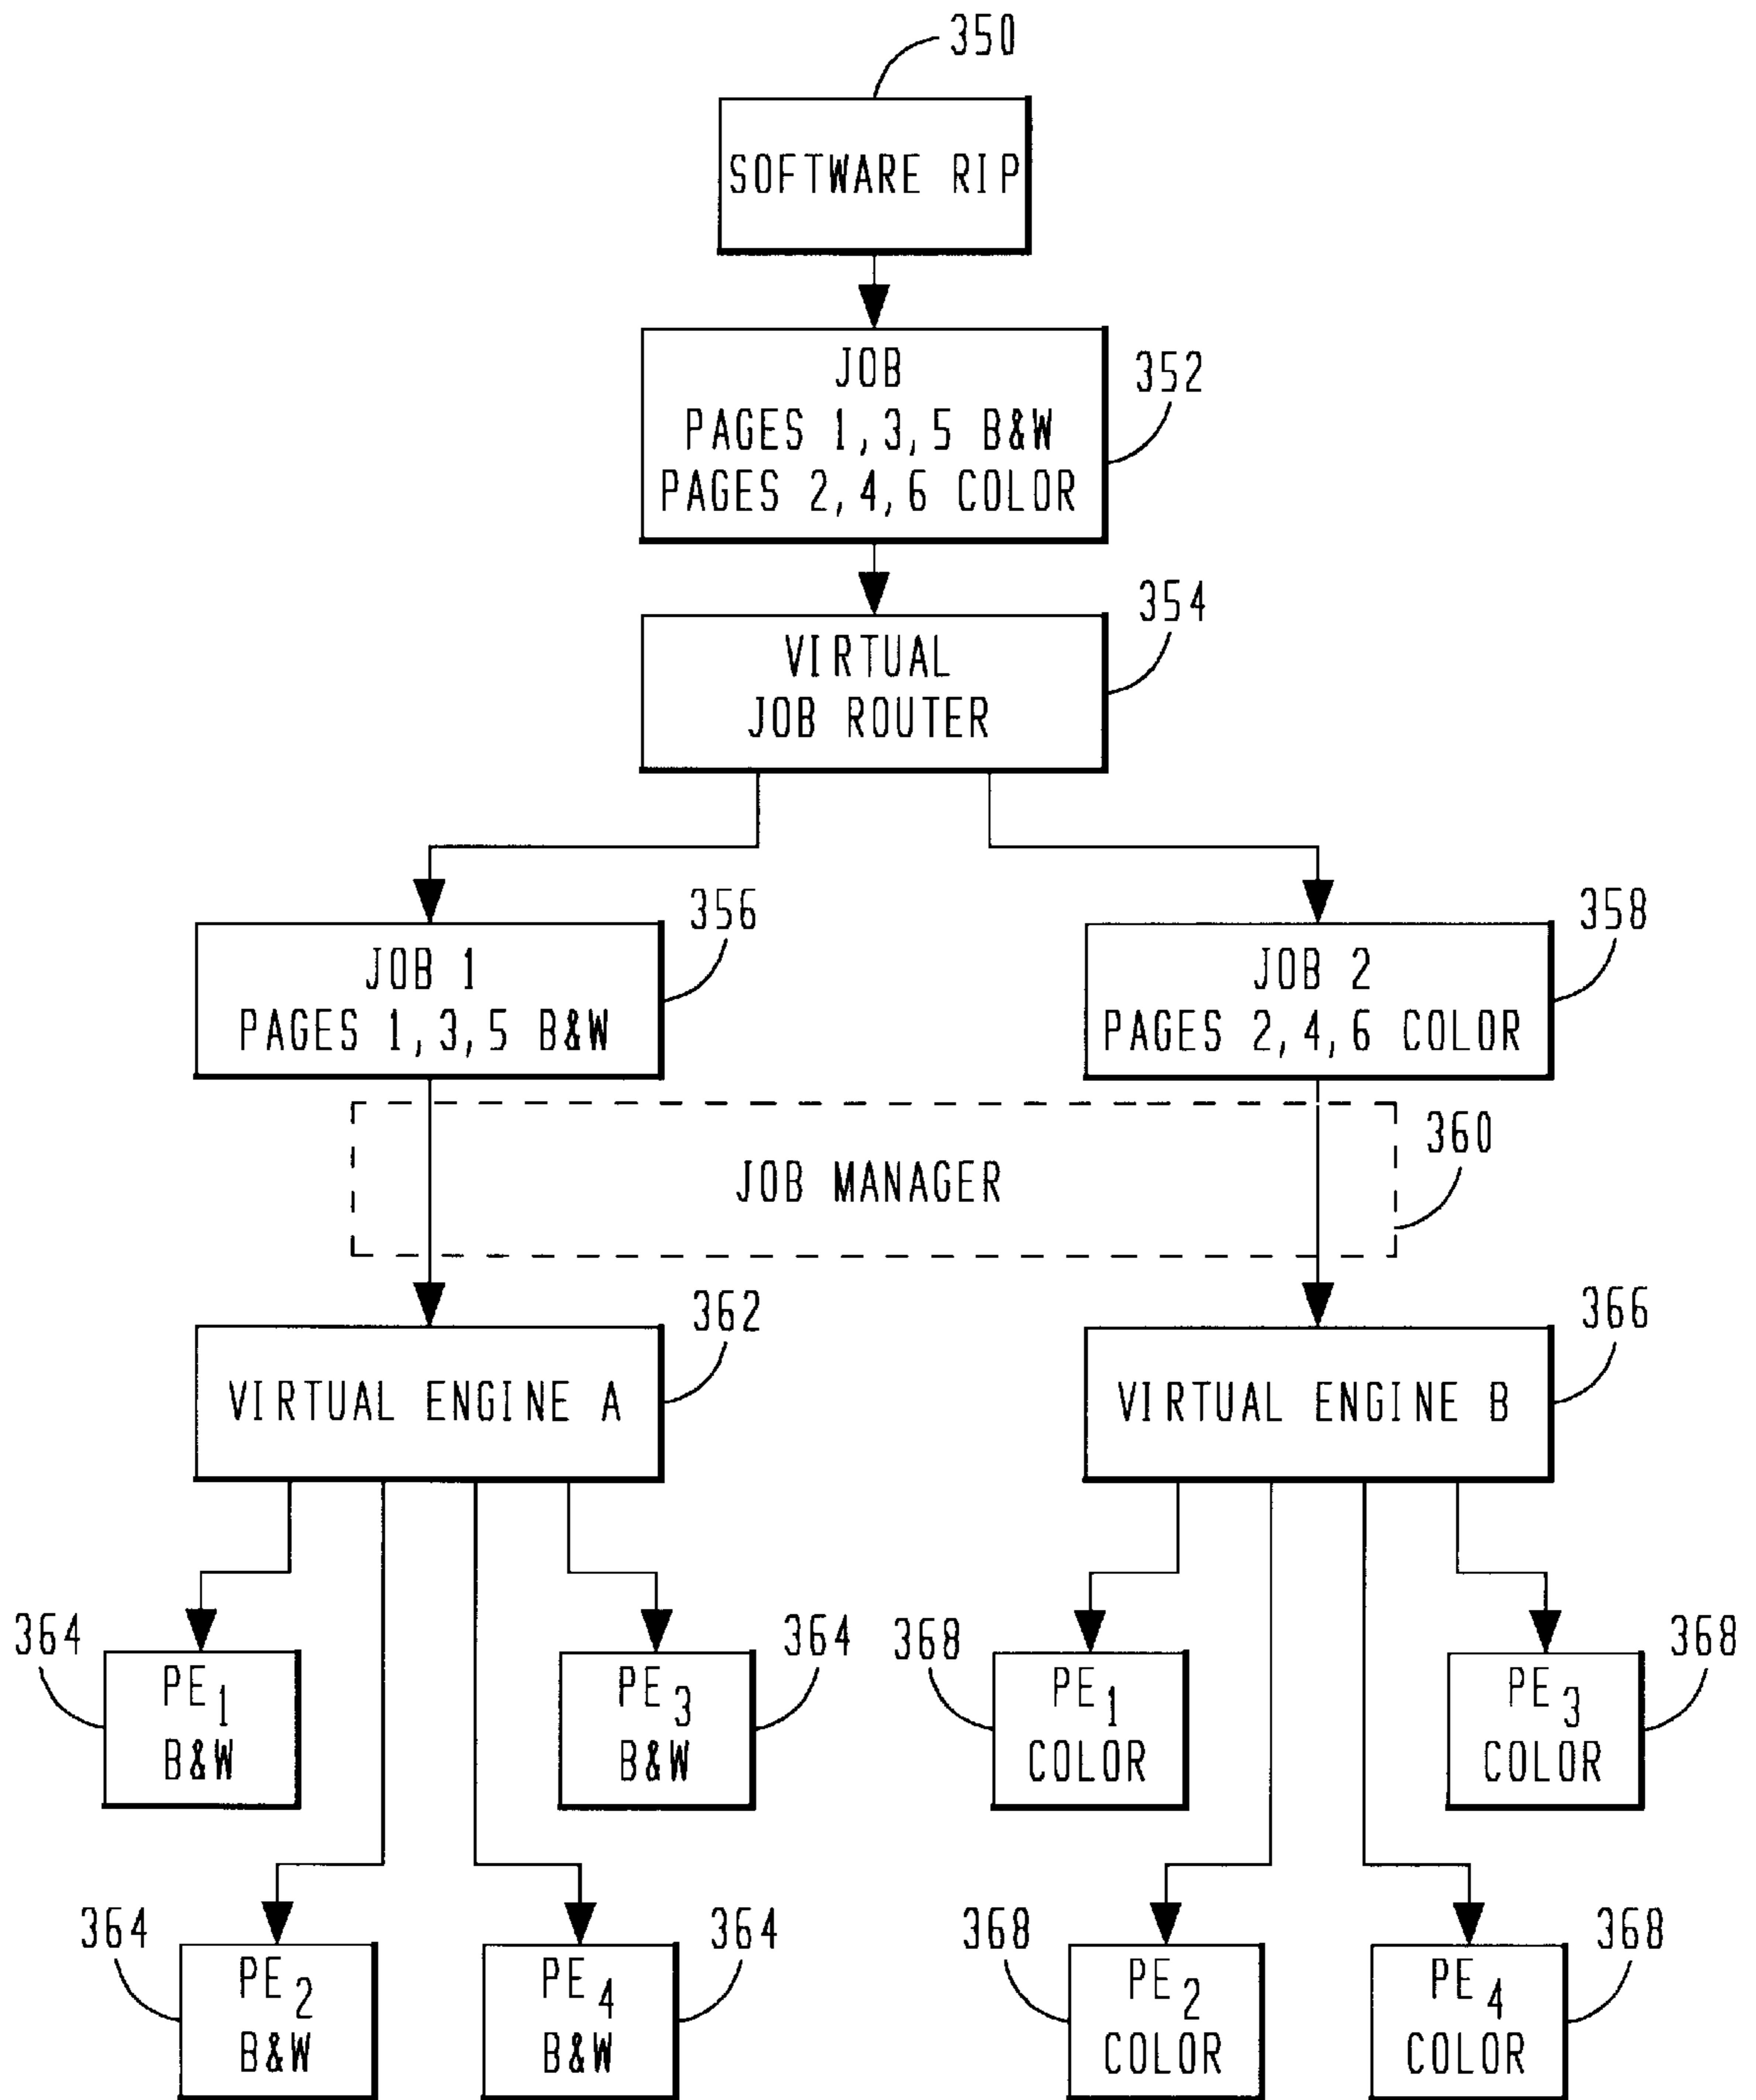 350
SOFTWARE RIP
JOB
PAGES 1,3,5 B&W
PAGES 2,4,6 COLOR
352
VIRTUAL
JOB ROUTER
354
JOB 1
PAGES 1,3,5 B&W
356
JOB 2
PAGES 2,4,6 COLOR
358
JOB MANAGER
360
VIRTUAL ENGINE A
362
VIRTUAL ENGINE B
366
364
PE1
B&W
PE3
B&W
364
368
PE1
COLOR
PE3
COLOR
368
364
PE2
B&W
PE4
B&W
364
368
PE2
COLOR
PE4
COLOR
368